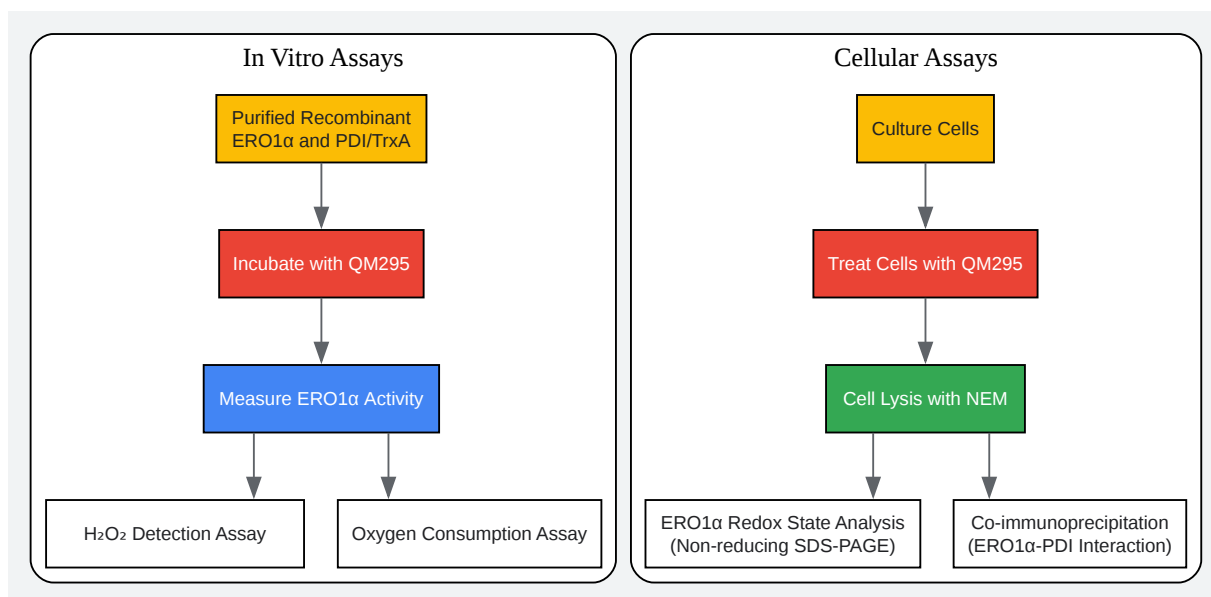 In Vitro Assays
Purified Recombinant
ERO1α and PDI/TrxA
Incubate with QM295
Measure ERO1α Activity
H₂O₂ Detection Assay
Oxygen Consumption Assay
Cellular Assays
Culture Cells
Treat Cells with QM295
Cell Lysis with NEM
ERO1α Redox State Analysis
(Non-reducing SDS-PAGE)
Co-immunoprecipitation
(ERO1α-PDI Interaction)